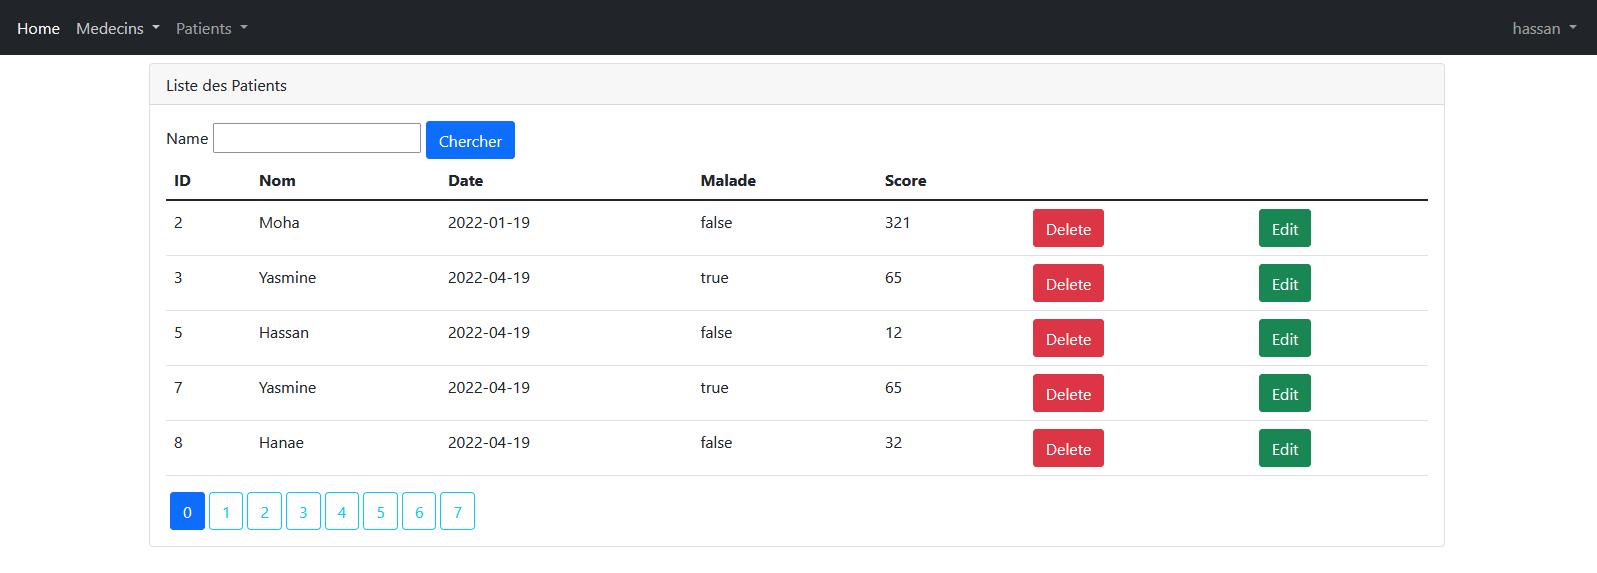 Home Medecins Patients hassan
Liste des Patients
Name Chercher
ID Nom Date Malade Score
2 Moha 2022-01-19 false 321 Delete Edit
3 Yasmine 2022-04-19 true 65 Delete Edit
5 Hassan 2022-04-19 false 12 Delete Edit
7 Yasmine 2022-04-19 true 65 Delete Edit
8 Hanae 2022-04-19 false 32 Delete Edit
0 1 2 3 4 5 6 7